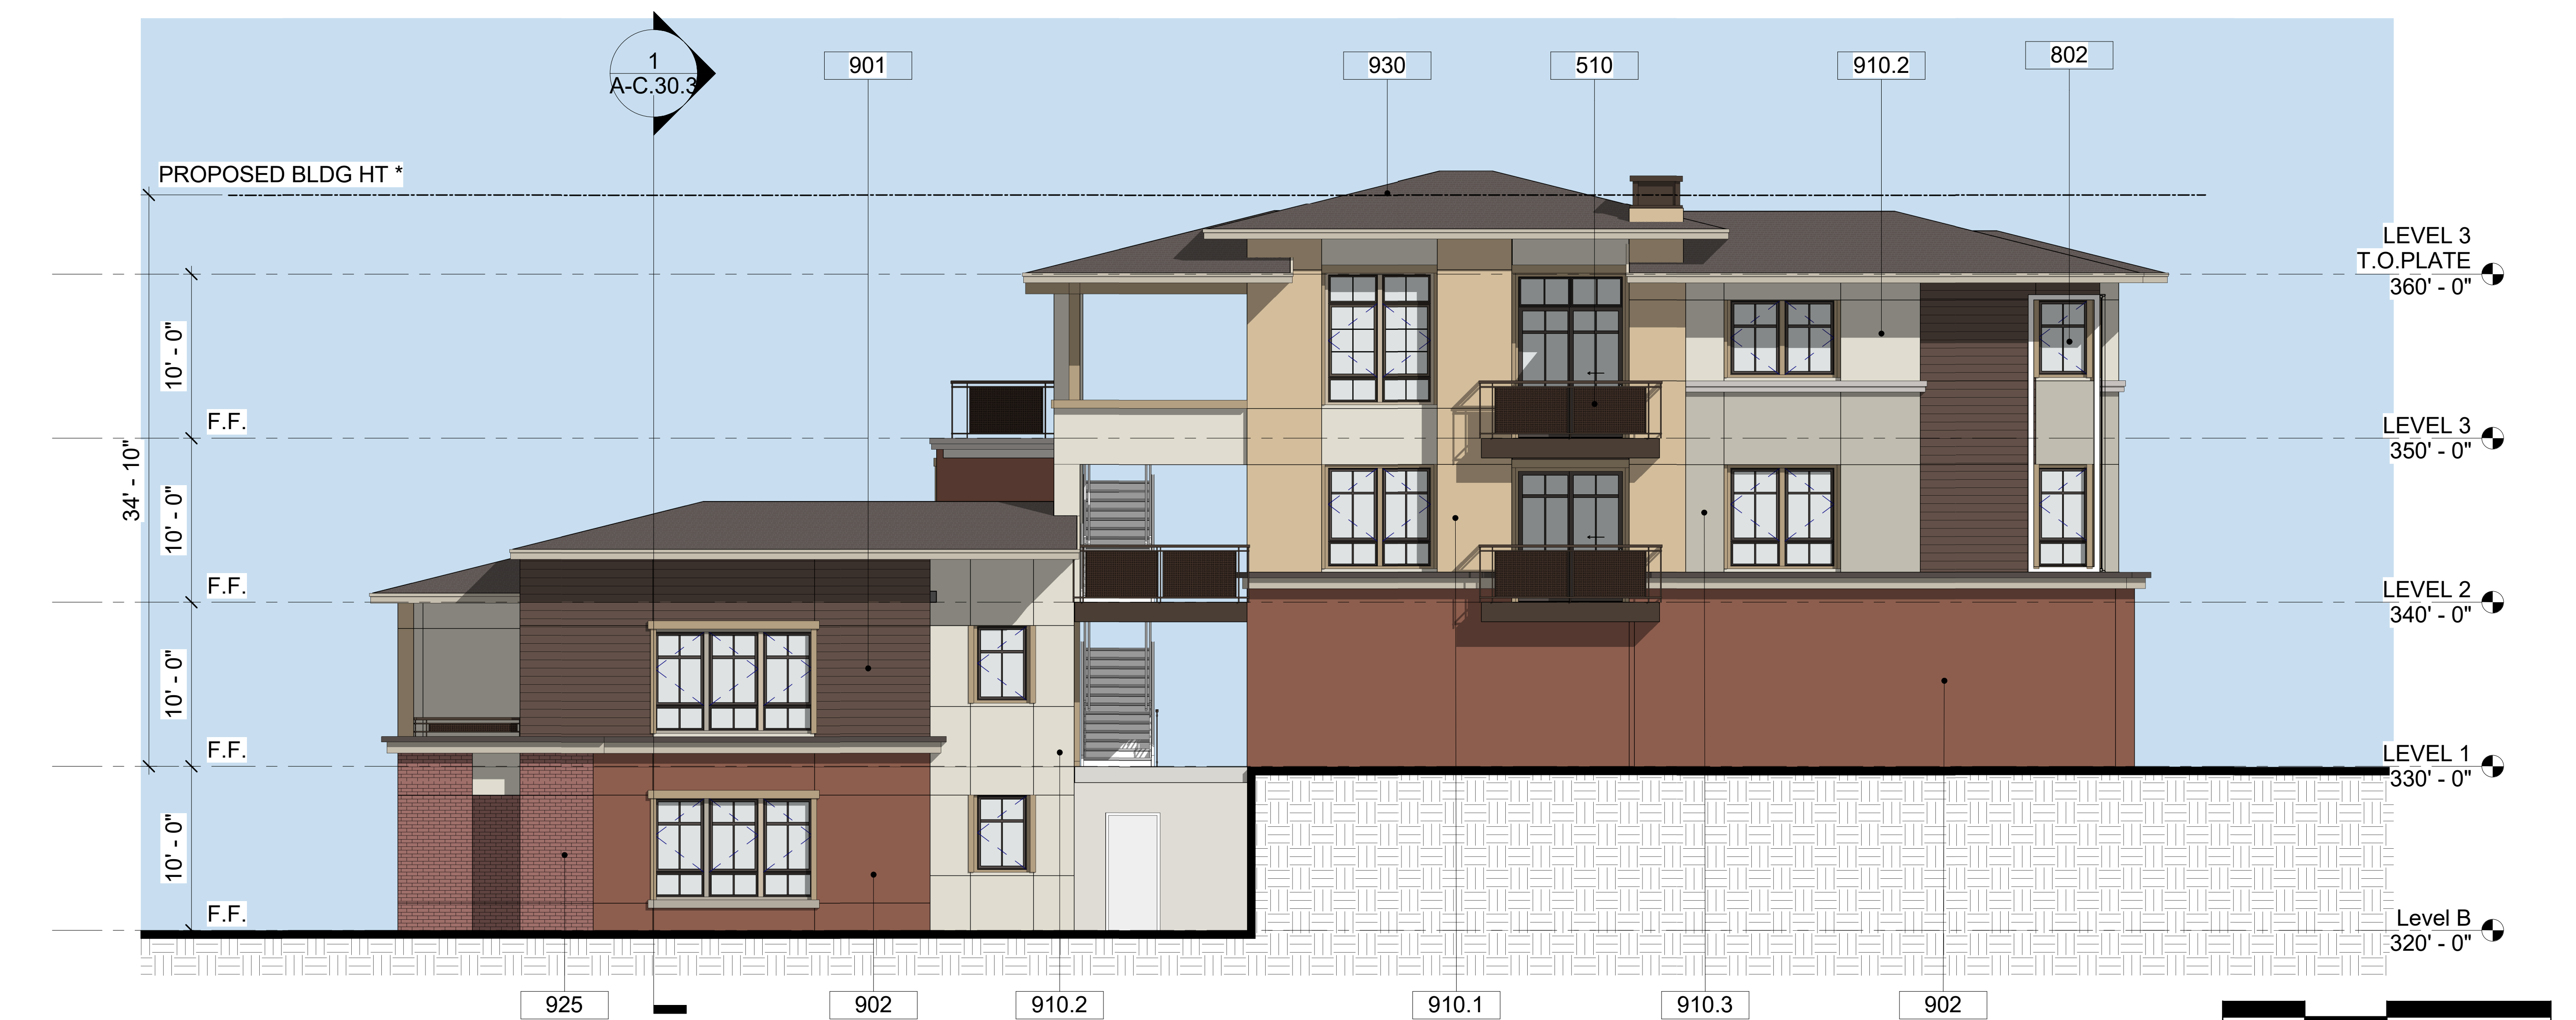 1
A-C.30.3
901
930
510
910.2
802
PROPOSED BLDG HT *
LEVEL 3
T.O.PLATE
360' - 0"
10' - 0"
F.F.
LEVEL 3
350' - 0"
34' - 10"
10' - 0"
F.F.
LEVEL 2
340' - 0"
10' - 0"
F.F.
LEVEL 1
330' - 0"
10' - 0"
F.F.
Level B
320' - 0"
925
902
910.2
910.1
910.3
902